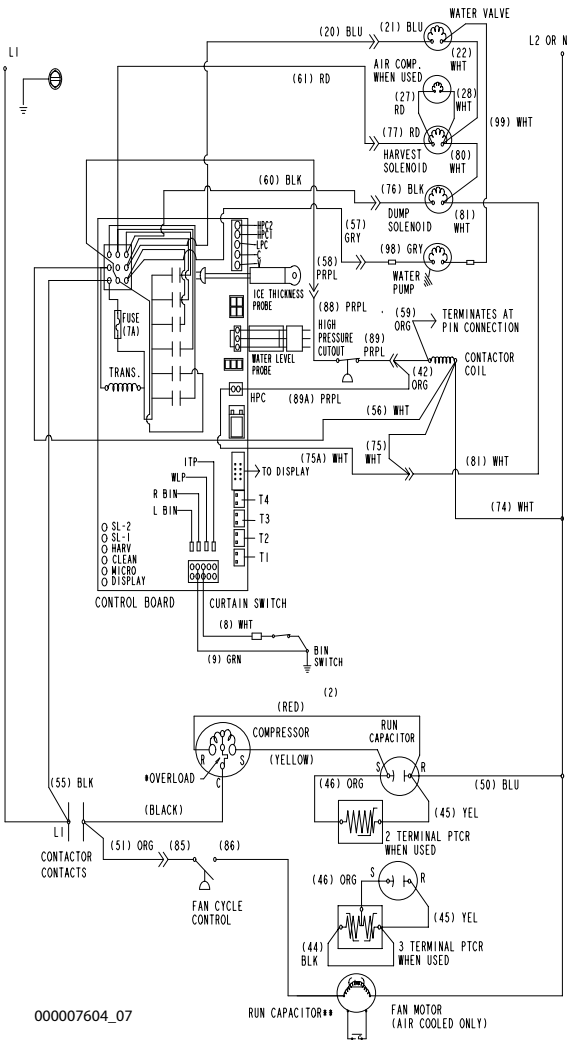 WATER VALVE
(20) BLU
(21) BLU
L1
L2 OR N
(22)
WHT
AIR COMP.
WHEN USED
(61) RD
(27)
RD
(28)
WHT
(99) WHT
(77) RD
HARVEST
SOLENOID
(80)
WHT
(60) BLK
(76) BLK
DUMP
SOLENOID
(81)
WHT
(57)
GRY
(98) GRY
HPC2
HPC1
LPC
C
V
(58)
PRPL
WATER
PUMP
ICE THICKNESS
PROBE
(88) PRPL
(59)
ORG
TERMINATES AT
PIN CONNECTION
FUSE
(7A)
HIGH
PRESSURE
CUTOUT
(89)
PRPL
WATER LEVEL
PROBE
CONTACTOR
COIL
TRANS.
(42)
ORG
HPC
(89A) PRPL
(56) WHT
(75)
WHT
(75A) WHT
(81) WHT
ITP
TO DISPLAY
WLP
R BIN
L BIN
T4
T3
T2
T1
(74) WHT
SL-2
SL-1
HARV
CLEAN
MICRO
DISPLAY
CONTROL BOARD
CURTAIN SWITCH
(8) WHT
(9) GRN
BIN
SWITCH
(2)
(RED)
COMPRESSOR
RUN
CAPACITOR
R
S
(YELLOW)
S
R
*OVERLOAD
C
(55) BLK
(46) ORG
(50) BLU
(BLACK)
(45) YEL
L1
2 TERMINAL PTCR
WHEN USED
CONTACTOR
CONTACTS
(51) ORG
(85)
(86)
FAN CYCLE
CONTROL
(46) ORG
S
R
(45) YEL
(44)
BLK
3 TERMINAL PTCR
WHEN USED
000007604_07
RUN CAPACITOR**
FAN MOTOR
(AIR COOLED ONLY)